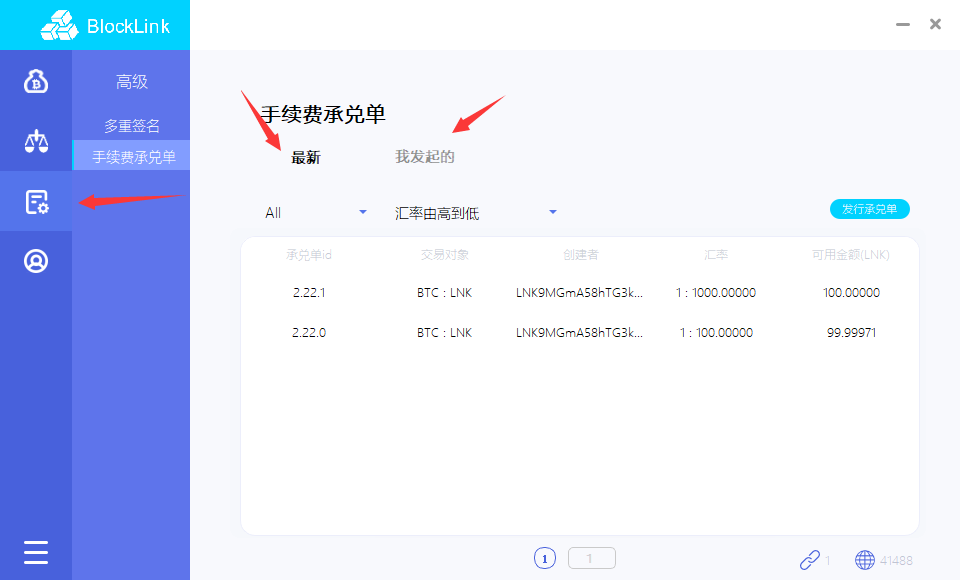 BlockLink
高级
多重签名
手续费承兑单
手续费承兑单
最新 我发起的
All 汇率由高到低 发行承兑单
承兑单id 交易对象 创建者 汇率 可用金额(LNK)
2.22.1 BTC : LNK LNK9MGmA58hTG3k... 1 : 1000.00000 100.00000
2.22.0 BTC : LNK LNK9MGmA58hTG3k... 1 : 100.00000 99.99971
1 1 1 41488